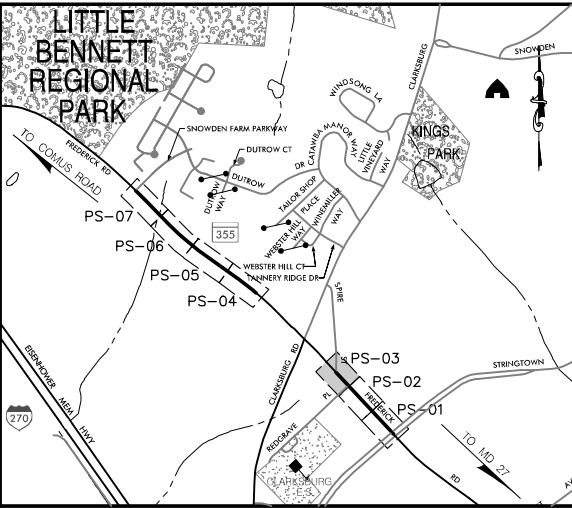 LITTLE
BENNETT
REGIONAL
PARK
SNOWDEN
CLARKSBURG
WINDSONG LA
KINGS
PARK
TO COMUS ROAD
FREDERICK RD
SNOWDEN FARM PARKWAY
DUTROW CT
DUTROW
DR
CATAWBA MANOR WAY
LITTLE
VINEYARD
WAY
DUTROW
WAY
TAILOR SHOP
PLACE
WINEMILLER
WAY
WEBSTER HILL
WAY
WEBSTER HILL CT
TANNERY RIDGE DR
355
PS-07
PS-06
PS-05
PS-04
SPIRE
ST
PS-03
PS-02
PS-01
STRINGTOWN
FREDERICK
RD
CLARKSBURG RD
REDGRAVE
PL
EISENHOWER MEM HWY
270
TO MD 27
CLARKSBURG
E.S.
AV